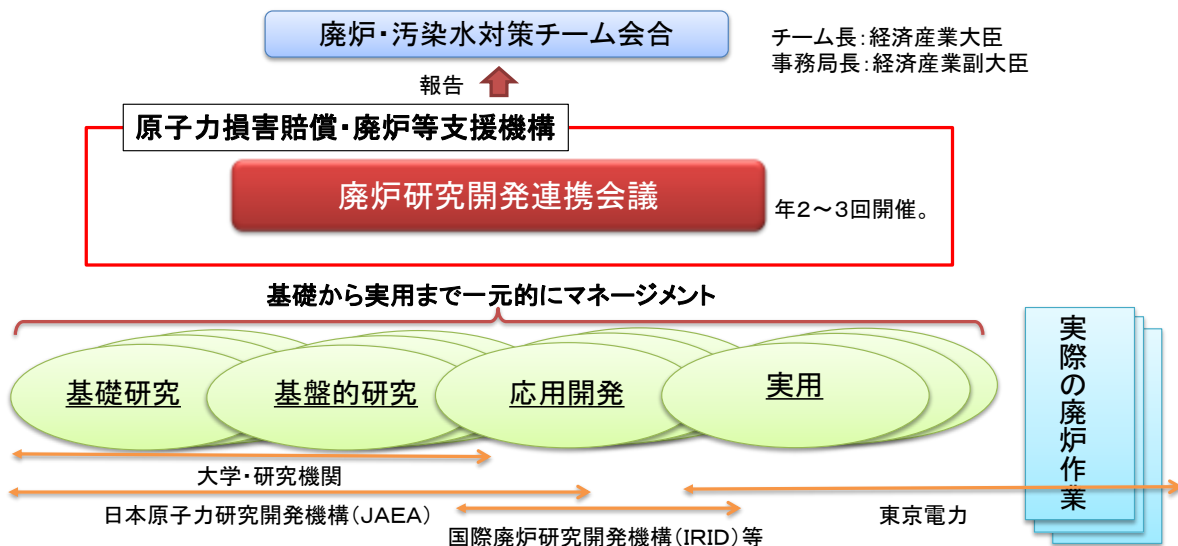 廃炉・汚染水対策チーム会合
チーム長:経済産業大臣
事務局長:経済産業副大臣
報告
原子力損害賠償・廃炉等支援機構
廃炉研究開発連携会議
年2～3回開催。
基礎から実用まで一元的にマネージメント
基礎研究
基盤的研究
応用開発
実用
実際の廃炉作業
大学・研究機関
日本原子力研究開発機構(JAEA)
東京電力
国際廃炉研究開発機構(IRID)等